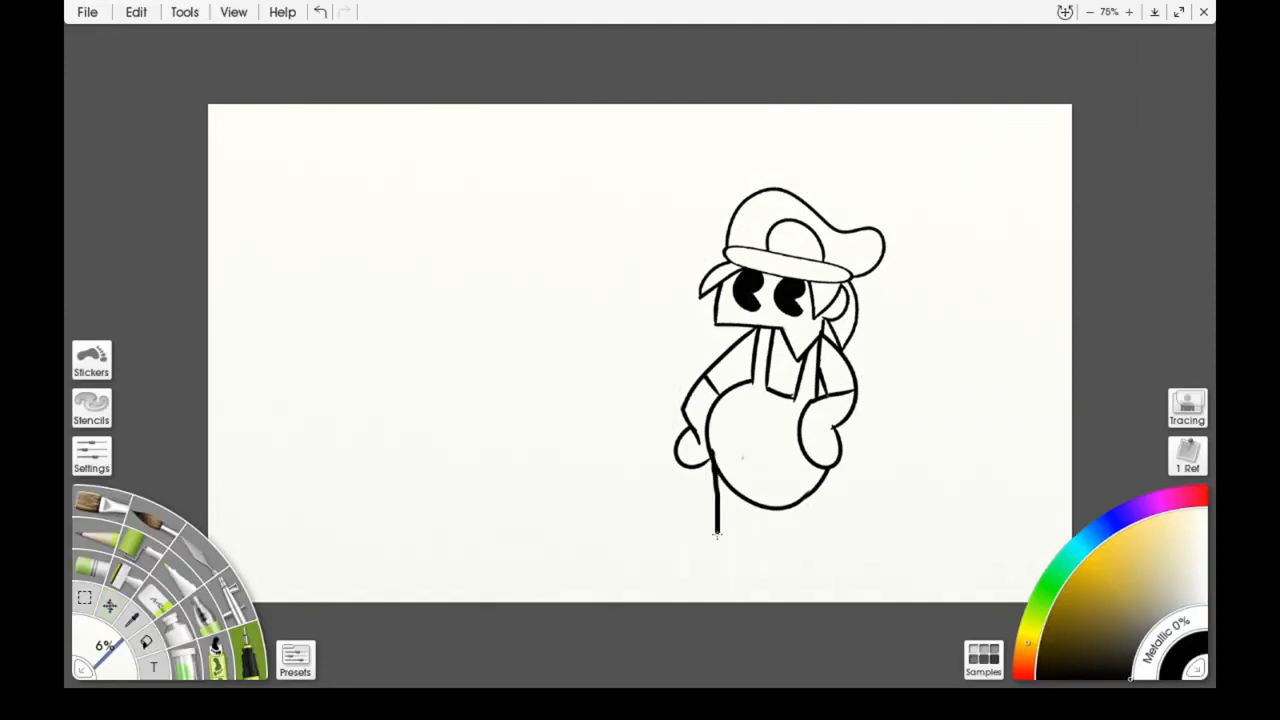 File Edit Tools View Help 75%
Stickers
Stencils
Settings
6%
T
Presets
Tracing
1 Ref
Metallic 0%
Samples